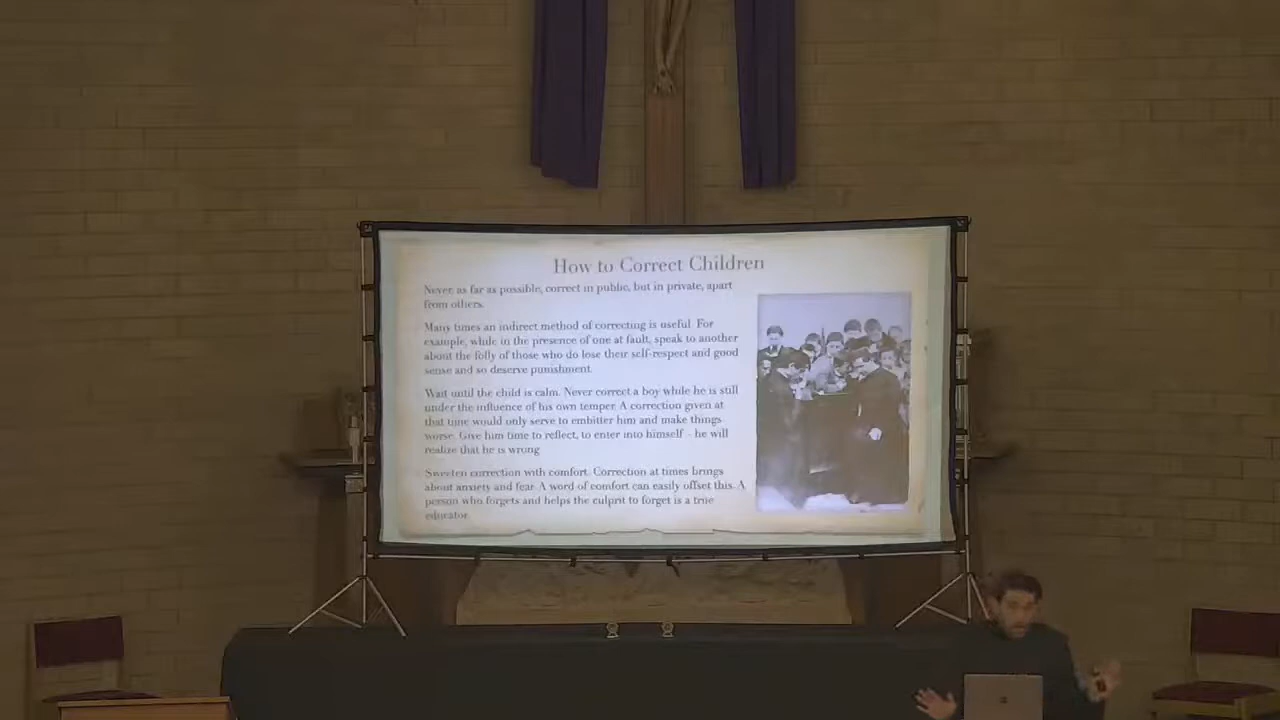 How to Correct Children
Never, as far as possible, correct in public, but in private, apart
from others.
Many times an indirect method of correcting is useful. For
example, while in the presence of one at fault, speak to another
about the folly of those who do lose their self-respect and good
sense and so deserve punishment.
Wait until the child is calm. Never correct a boy while he is still
under the influence of his own temper. A correction given at
that time would only serve to embitter him and make things
worse. Give him time to reflect, to enter into himself - he will
realize that he is wrong.
Sweeten correction with comfort. Correction at times brings
about anxiety and fear. A word of comfort can easily offset this. A
person who forgets and helps the culprit to forget is a true
educator.